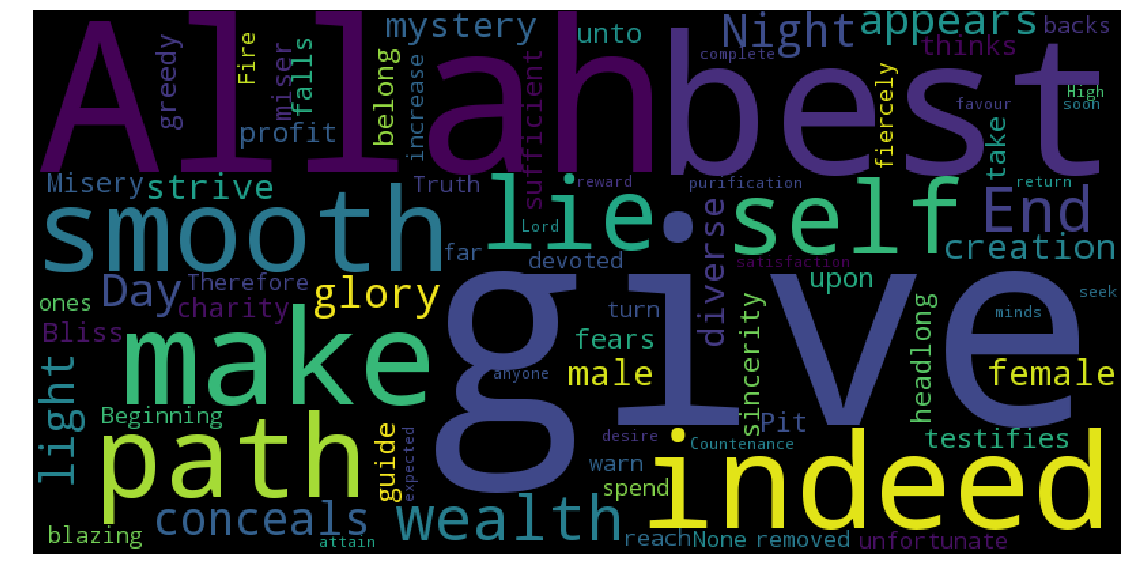 Allah
best
give
smooth
lie
self
make
path
indeed
End
Night
appears
mystery
unto
backs
thinks
complete
greedy
Fire
miser
falls
belong
increase
sufficient
profit
fiercely
favour
High
soon
take
Misery
strive
Truth
reward
purification
return
Lord
far
devoted
diverse
satisfaction
creation
Day
Therefore
charity
glory
upon
seek
ones
Bliss
turn
fears
sincerity
headlong
minds
light
male
anyone
female
Beginning
guide
expected
desire
Countenance
Pit
testifies
warn
spend
conceals
wealth
blazing
attain
reach
None
removed
unfortunate